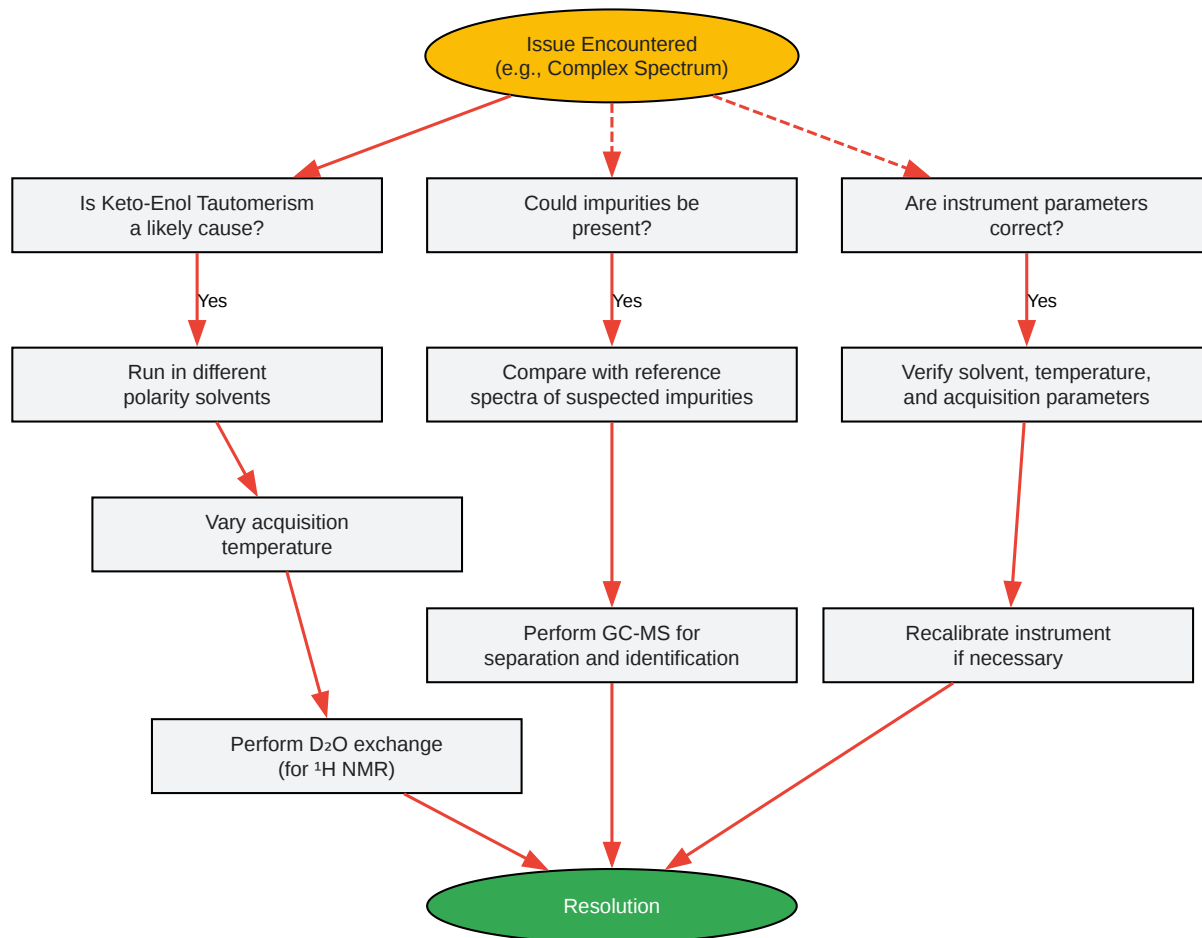 Issue Encountered
(e.g., Complex Spectrum)
Is Keto-Enol Tautomerism
a likely cause?
Could impurities be
present?
Are instrument parameters
correct?
Yes
Yes
Yes
Run in different
polarity solvents
Compare with reference
spectra of suspected impurities
Verify solvent, temperature,
and acquisition parameters
Vary acquisition
temperature
Perform GC-MS for
separation and identification
Recalibrate instrument
if necessary
Perform D₂O exchange
(for ¹H NMR)
Resolution